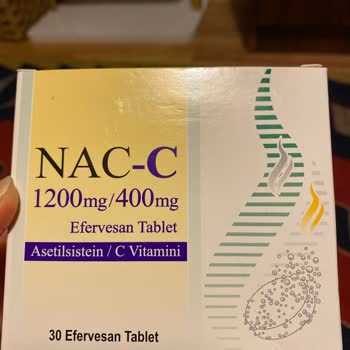 NAC-C
1200mg/400mg
Efervesan Tablet
Asetilsistein / C Vitamini
30 Efervesan Tablet